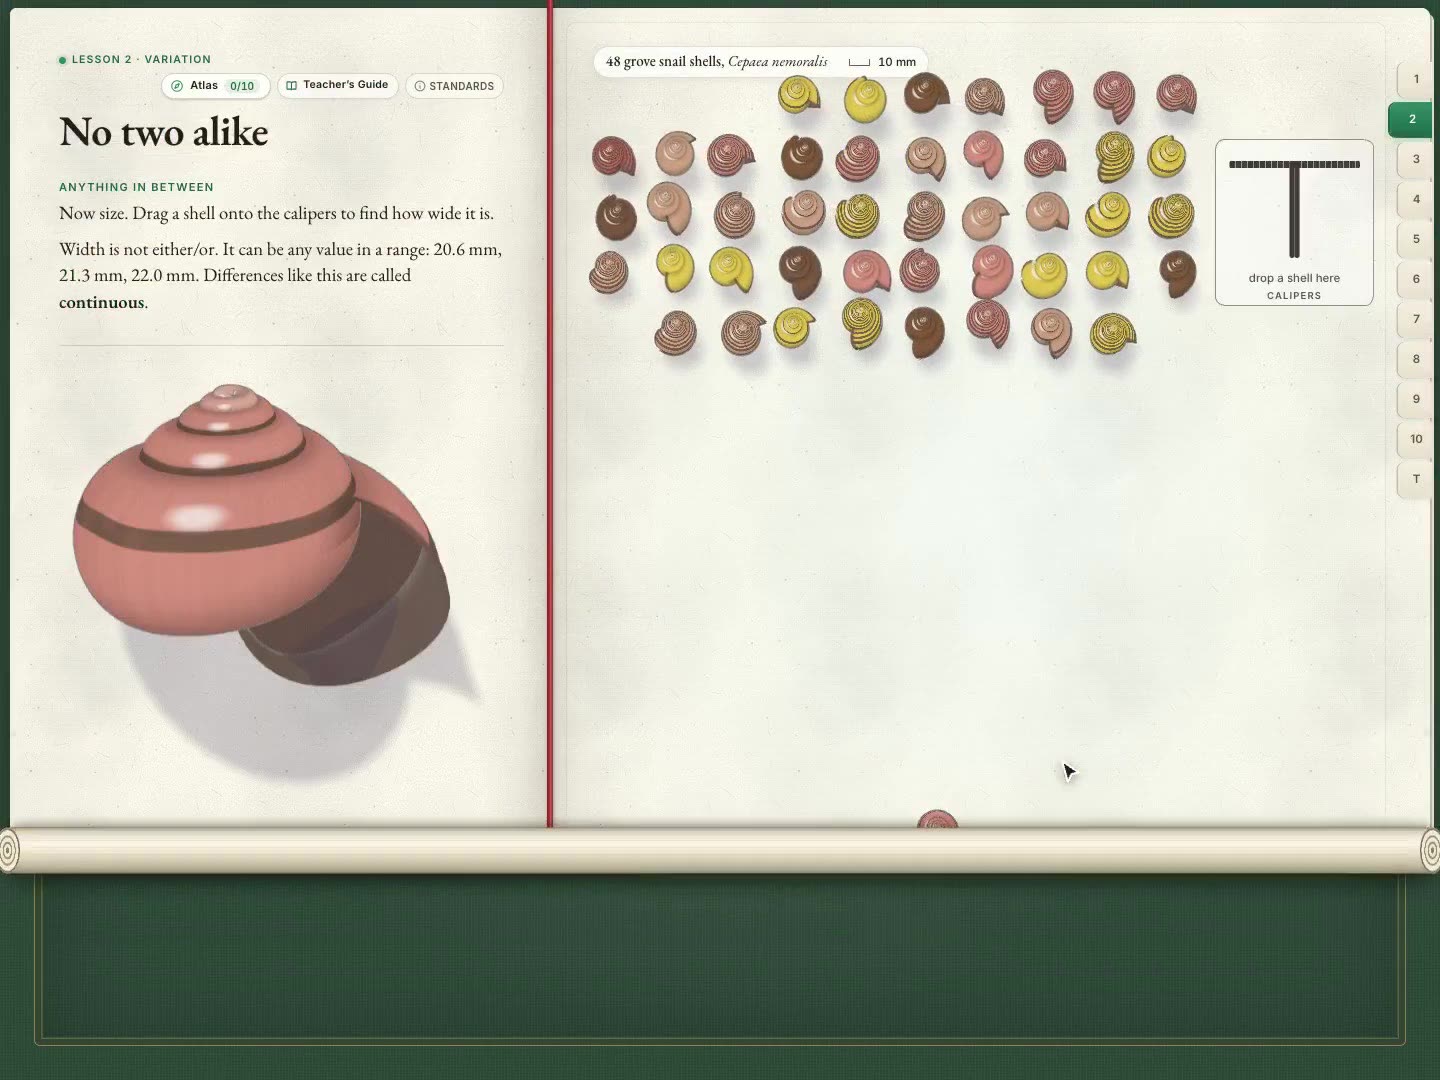 LESSON 2 · VARIATION
Atlas 0/10 Teacher's Guide STANDARDS
No two alike
ANYTHING IN BETWEEN
Now size. Drag a shell onto the calipers to find how wide it is.
Width is not either/or. It can be any value in a range: 20.6 mm,
21.3 mm, 22.0 mm. Differences like this are called
continuous.
48 grove snail shells, Cepaea nemoralis 10 mm
drop a shell here
CALIPERS
1
2
3
4
5
6
7
8
9
10
T